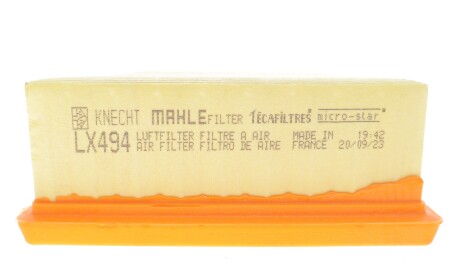 KNECHT MAHLE FILTER TECAFILTRES micro-star
LX494 LUFTFILTER FILTRE A AIR MADE IN 19:42
AIR FILTER FILTRO DE AIRE FRANCE 20/09/23